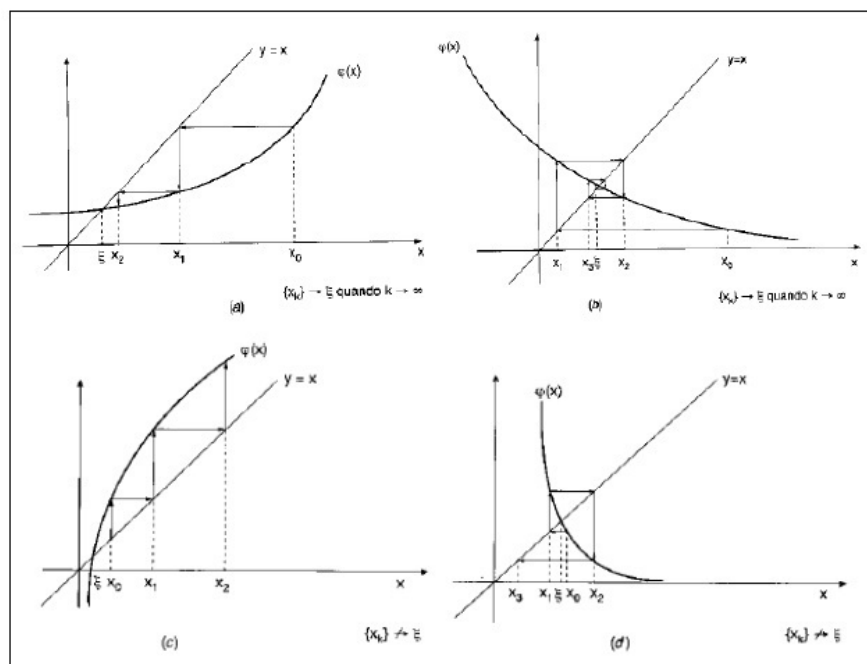 y = x
φ(x)
ξ x₂ x₁ x₀ x
{xₖ} → ξ quando k → ∞
(a)
φ(x)
y=x
x₁ x₃ ξ x₂ x₀ x
{xₖ} → ξ quando k → ∞
(b)
φ(x)
y = x
ξ x₀ x₁ x₂ x
(c) {xₖ} ↛ ξ
y=x
φ(x)
x₃ x₁ ξ x₀ x₂ x
(d) {xₖ} ↛ ξ